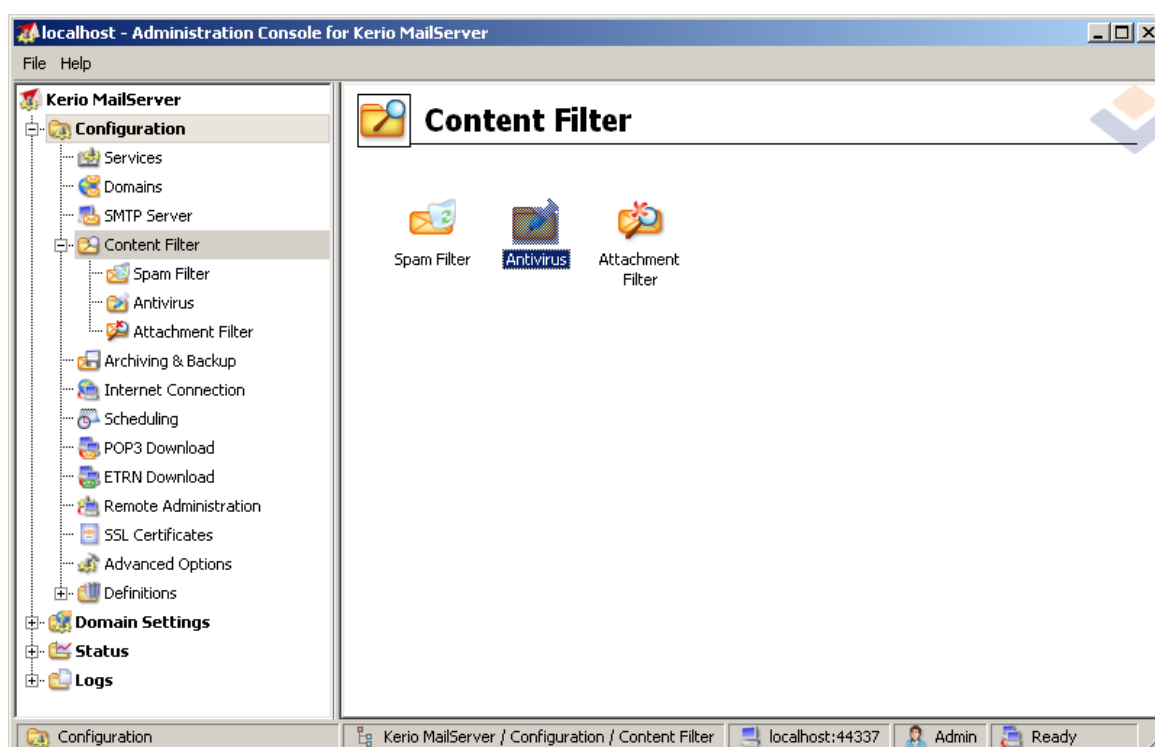 localhost - Administration Console for Kerio MailServer
File Help
Kerio MailServer
Configuration
Services
Domains
SMTP Server
Content Filter
Spam Filter
Antivirus
Attachment Filter
Archiving & Backup
Internet Connection
Scheduling
POP3 Download
ETRN Download
Remote Administration
SSL Certificates
Advanced Options
Definitions
Domain Settings
Status
Logs
Content Filter
Spam Filter
Antivirus
Attachment
Filter
Configuration
Kerio MailServer / Configuration / Content Filter
localhost:44337
Admin
Ready